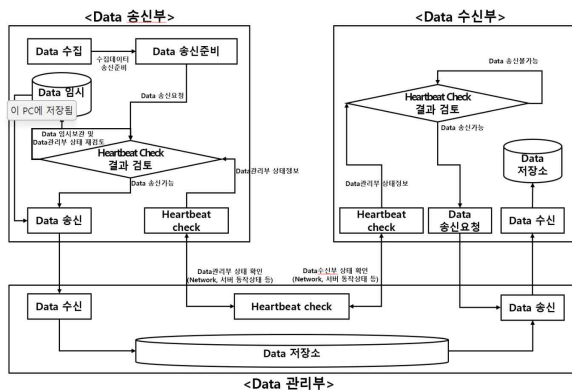 <Data 송신부>
<Data 수신부>
Data 수집
수집데이터
송신준비
Data 송신준비
Data 임시
이 PC에 저장됨
Data 송신요청
Data 임시보관 및
Data관리부 상태 재검토
Heartbeat Check
결과 검토
Data 송신가능
Data관리부 상태정보
Data 송신
Heartbeat
check
Data 송신불가능
Heartbeat Check
결과 검토
Data 송신가능
Data
저장소
Data관리부 상태정보
Heartbeat
check
Data
송신요청
Data 수신
Data관리부 상태 확인
(Network, 서버 동작상태 등)
Data수신부 상태 확인
(Network, 서버 동작상태 등)
Data 수신
Heartbeat check
Data 송신
Data 저장소
<Data 관리부>